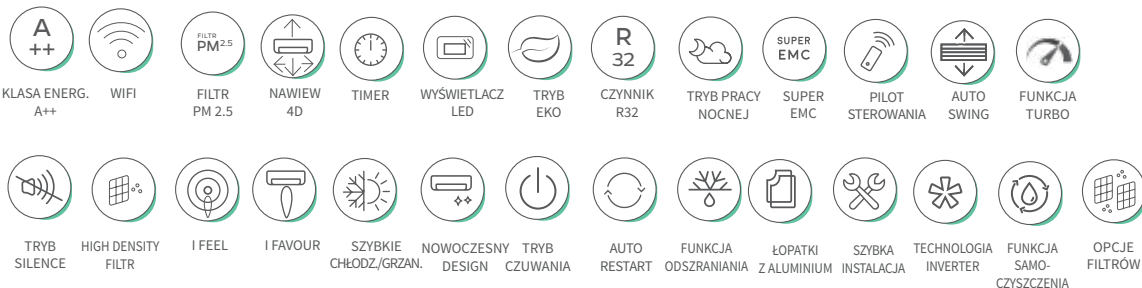 A
++
KLASA ENERG.
A++
WIFI
FILTR
PM2.5
FILTR
PM 2.5
NAWIEW
4D
TIMER
WYŚWIETLACZ
LED
TRYB
EKO
R
32
CZYNNIK
R32
TRYB PRACY
NOCNEJ
SUPER
EMC
SUPER
EMC
PILOT
STEROWANIA
AUTO
SWING
FUNKCJA
TURBO
TRYB
SILENCE
HIGH DENSITY
FILTR
I FEEL
I FAVOUR
SZYBKIE
CHŁODZ./GRZAN.
NOWOCZESNY
DESIGN
TRYB
CZUWANIA
AUTO
RESTART
FUNKCJA
ODSZRANIANIA
ŁOPATKI
Z ALUMINIUM
SZYBKA
INSTALACJA
TECHNOLOGIA
INVERTER
FUNKCJA
SAMO-
CZYSZCZENIA
OPCJE
FILTRÓW